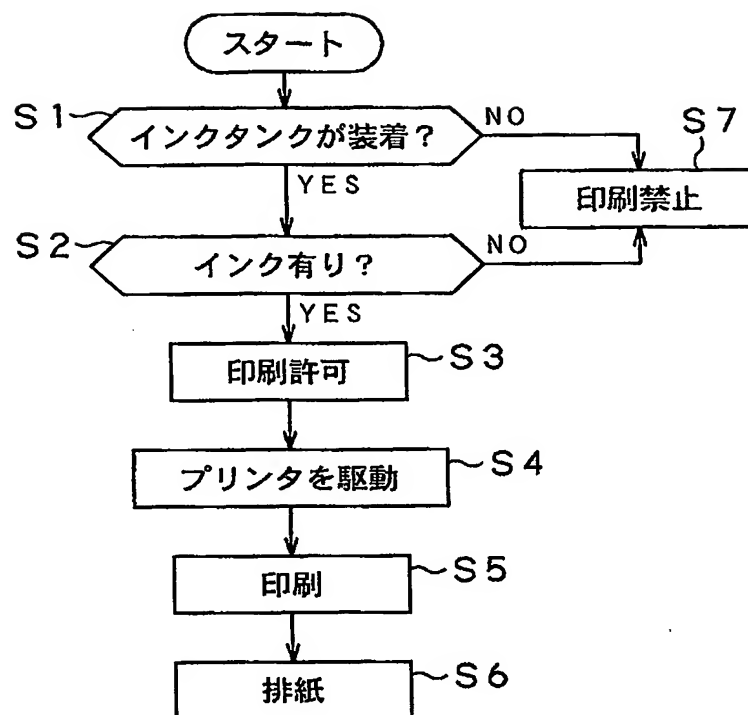 スタート
S1
インクタンクが装着?
NO
S7
印刷禁止
YES
S2
インク有り?
NO
YES
印刷許可
S3
プリンタを駆動
S4
印刷
S5
排紙
S6